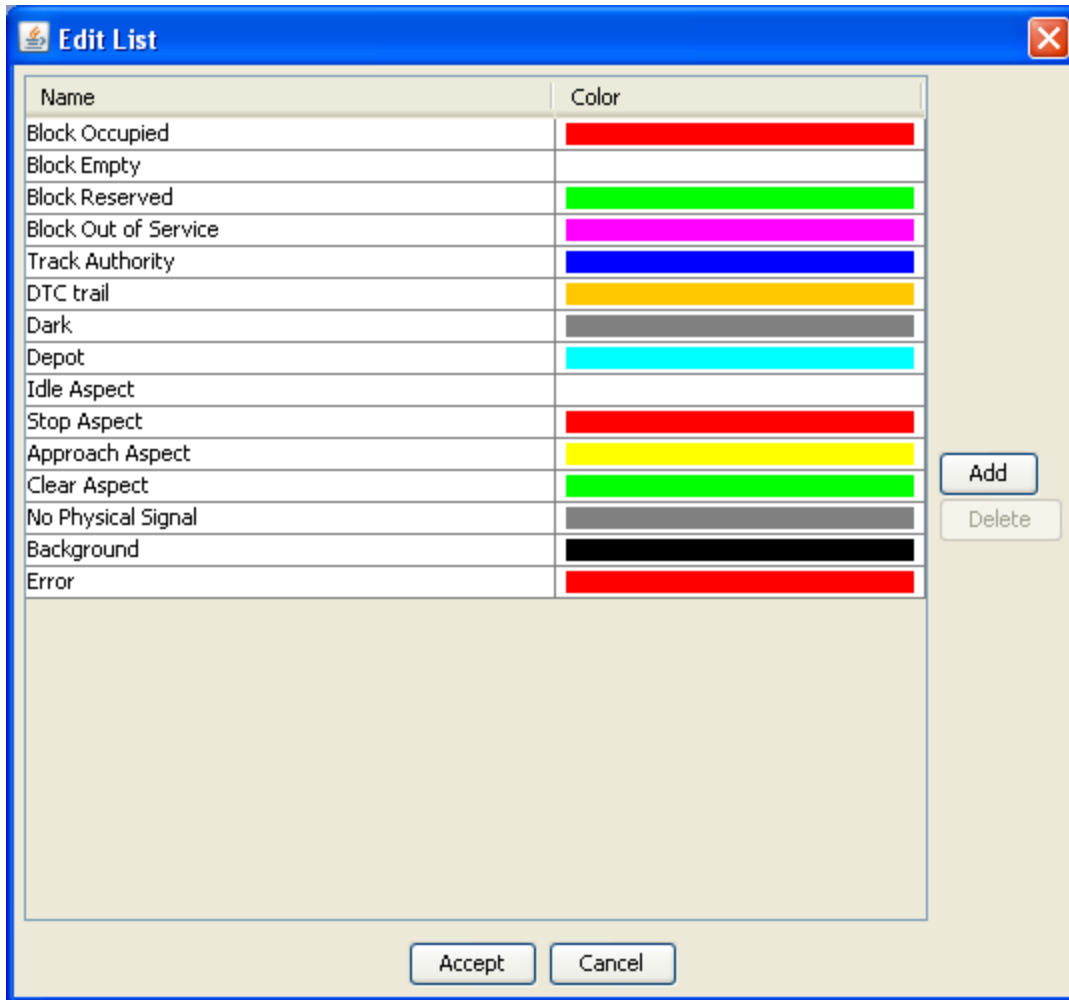 Edit List
Name Color
Block Occupied
Block Empty
Block Reserved
Block Out of Service
Track Authority
DTC trail
Dark
Depot
Idle Aspect
Stop Aspect
Approach Aspect
Clear Aspect
No Physical Signal
Background
Error
Add
Delete
Accept Cancel